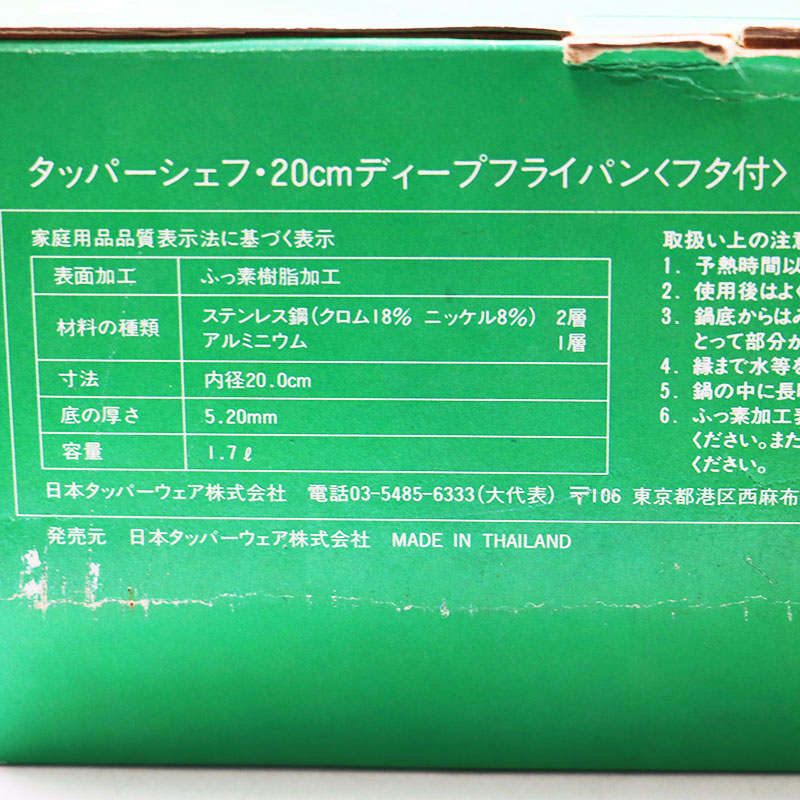 タッパーシェフ・20cmディープフライパン〈フタ付〉
家庭用品品質表示法に基づく表示
表面加工 ふっ素樹脂加工
材料の種類 ステンレス鋼(クロム18% ニッケル8%) 2層
アルミニウム 1層
寸法 内径20.0cm
底の厚さ 5.20mm
容量 1.7ℓ
日本タッパーウェア株式会社 電話03-5485-6333(大代表) 〒106 東京都港区西麻布
発売元 日本タッパーウェア株式会社 MADE IN THAILAND
取扱い上の注意
1. 予熱時間以
2. 使用後はよく
3. 鍋底からはみ
とって部分が
4. 縁まで水等を
5. 鍋の中に長
6. ふっ素加工
ください。また
ください。